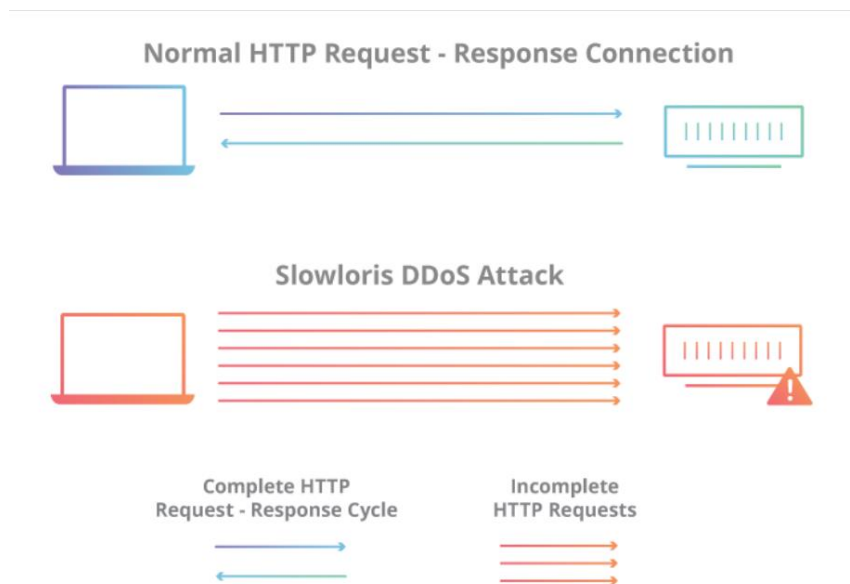 Normal HTTP Request - Response Connection
Slowloris DDoS Attack
Complete HTTP
Request - Response Cycle
Incomplete
HTTP Requests